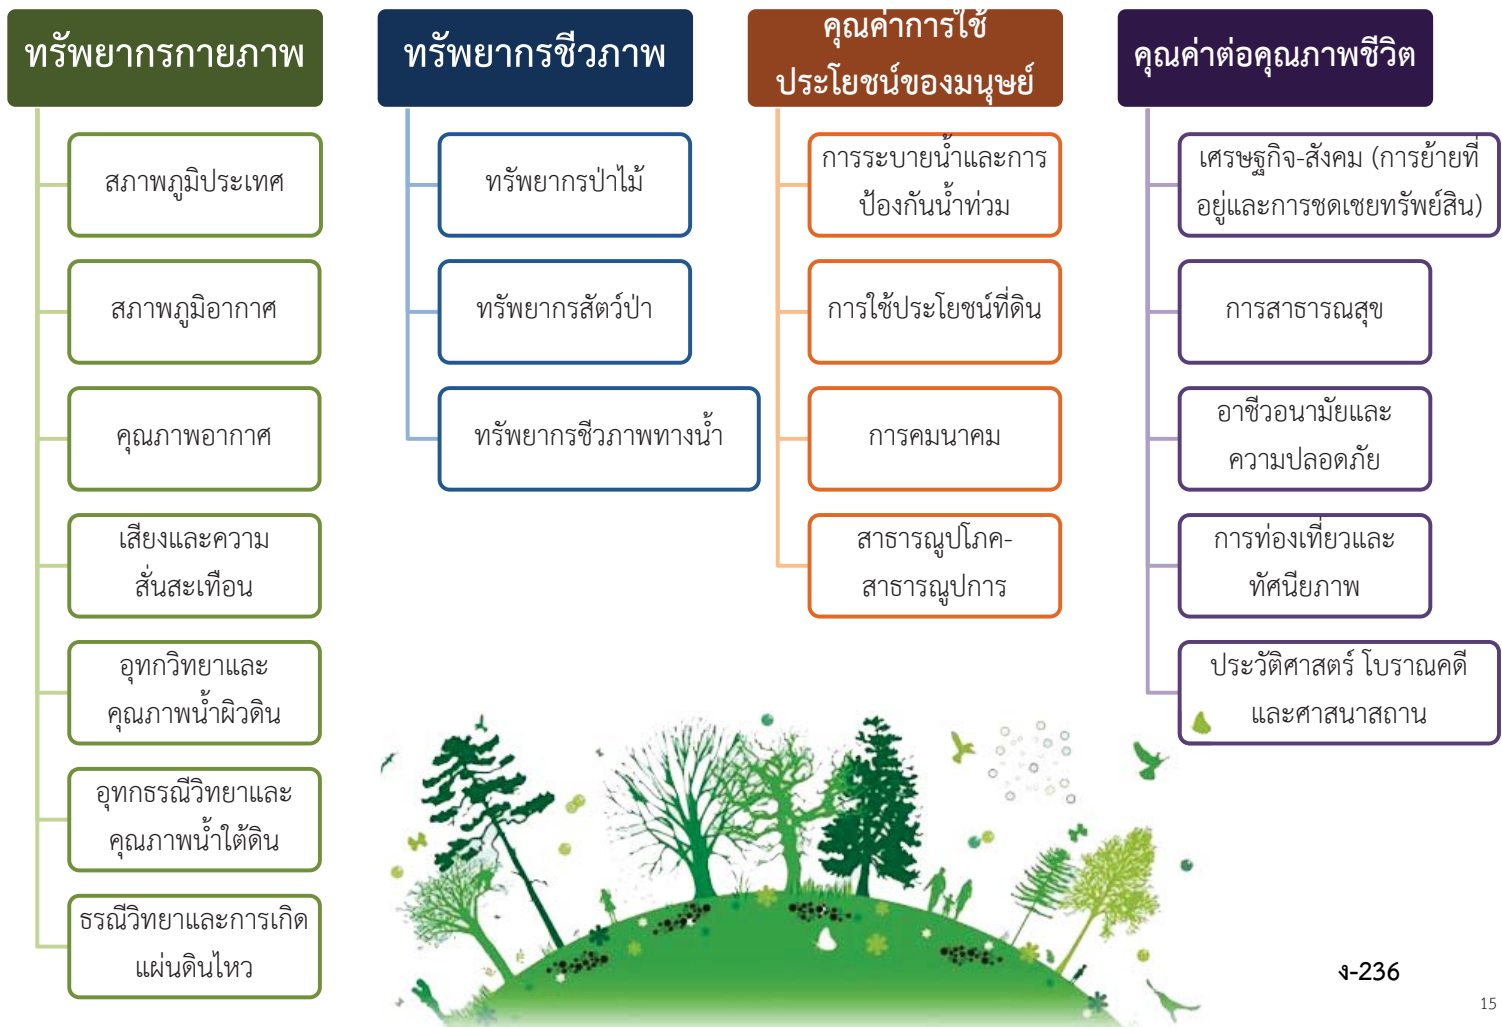 ทรัพยากรกายภาพ
สภาพภูมิประเทศ
สภาพภูมิอากาศ
คุณภาพอากาศ
เสียงและความ
สั่นสะเทือน
อุทกวิทยาและ
คุณภาพน้ำผิวดิน
อุทกธรณีวิทยาและ
คุณภาพน้ำใต้ดิน
ธรณีวิทยาและการเกิด
แผ่นดินไหว
ทรัพยากรชีวภาพ
ทรัพยากรป่าไม้
ทรัพยากรสัตว์ป่า
ทรัพยากรชีวภาพทางน้ำ
คุณค่าการใช้
ประโยชน์ของมนุษย์
การระบายน้ำและการ
ป้องกันน้ำท่วม
การใช้ประโยชน์ที่ดิน
การคมนาคม
สาธารณูปโภค-
สาธารณูปการ
คุณค่าต่อคุณภาพชีวิต
เศรษฐกิจ-สังคม (การย้ายที่
อยู่และการชดเชยทรัพย์สิน)
การสาธารณสุข
อาชีวอนามัยและ
ความปลอดภัย
การท่องเที่ยวและ
ทัศนียภาพ
ประวัติศาสตร์ โบราณคดี
และศาสนาสถาน
ง-236
15